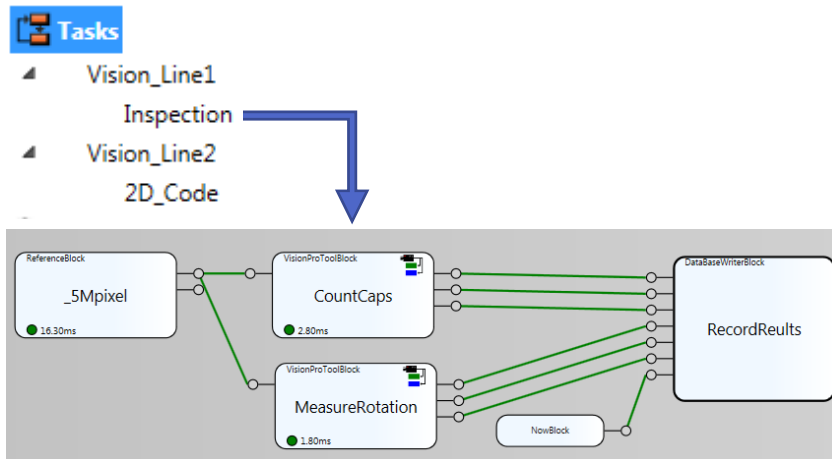 Tasks
Vision_Line1
Inspection
Vision_Line2
2D_Code
ReferenceBlock
_5Mpixel
16.30ms
VisionProToolBlock
CountCaps
2.80ms
DataBaseWriterBlock
RecordReults
VisionProToolBlock
MeasureRotation
1.80ms
NowBlock